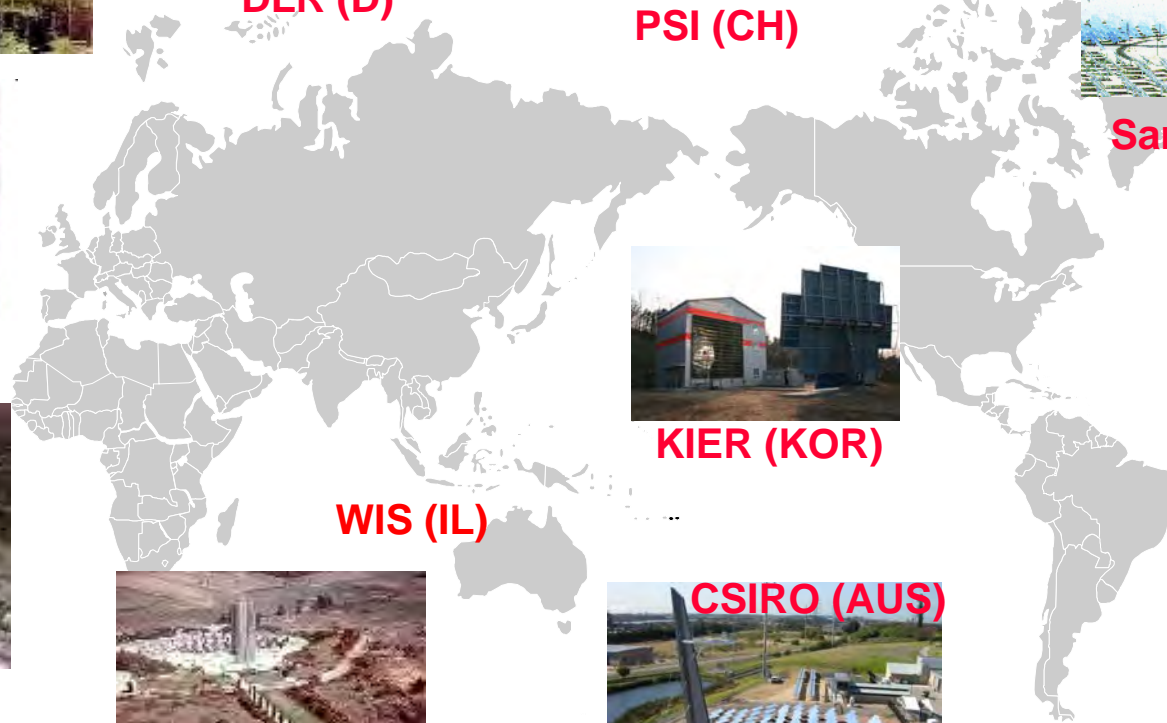 DLR (D)
PSI (CH)
KIER (KOR)
WIS (IL)
CSIRO (AUS)